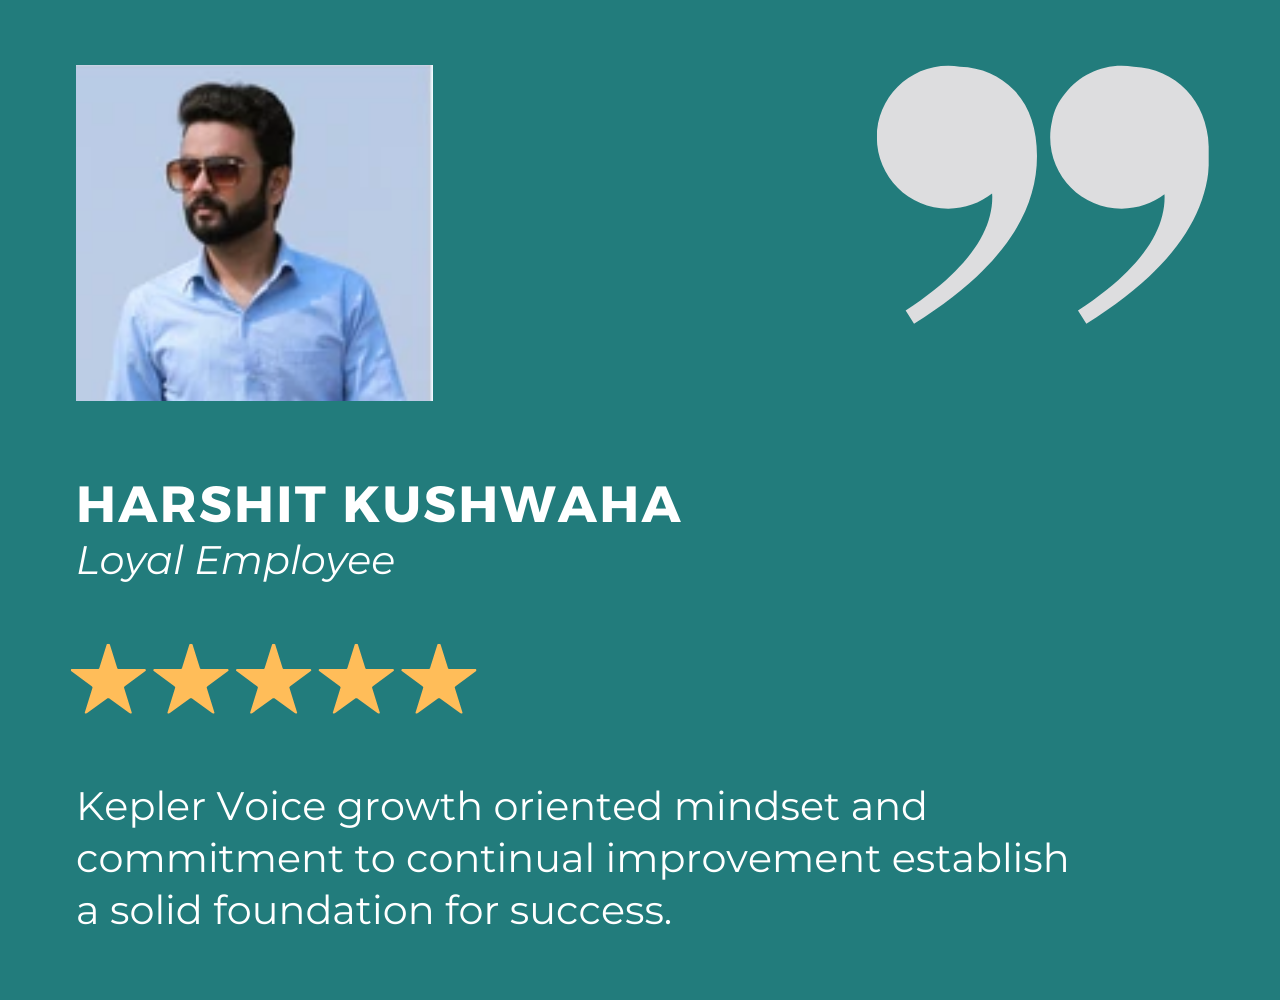 HARSHIT KUSHWAHA
Loyal Employee
Kepler Voice growth oriented mindset and
commitment to continual improvement establish
a solid foundation for success.